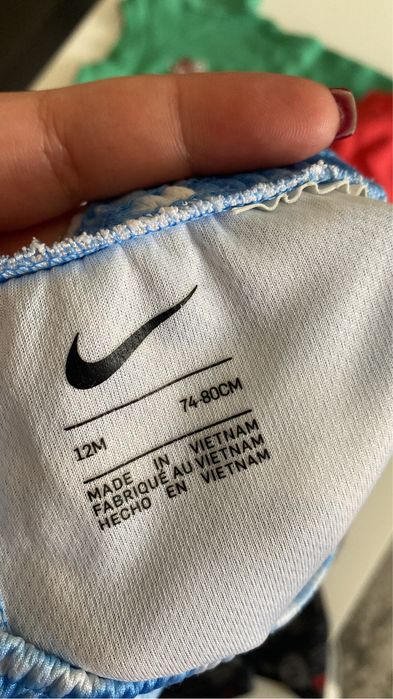 12M 74-80CM
MADE IN VIETNAM
FABRIQUÉ AU VIETNAM
HECHO EN VIETNAM